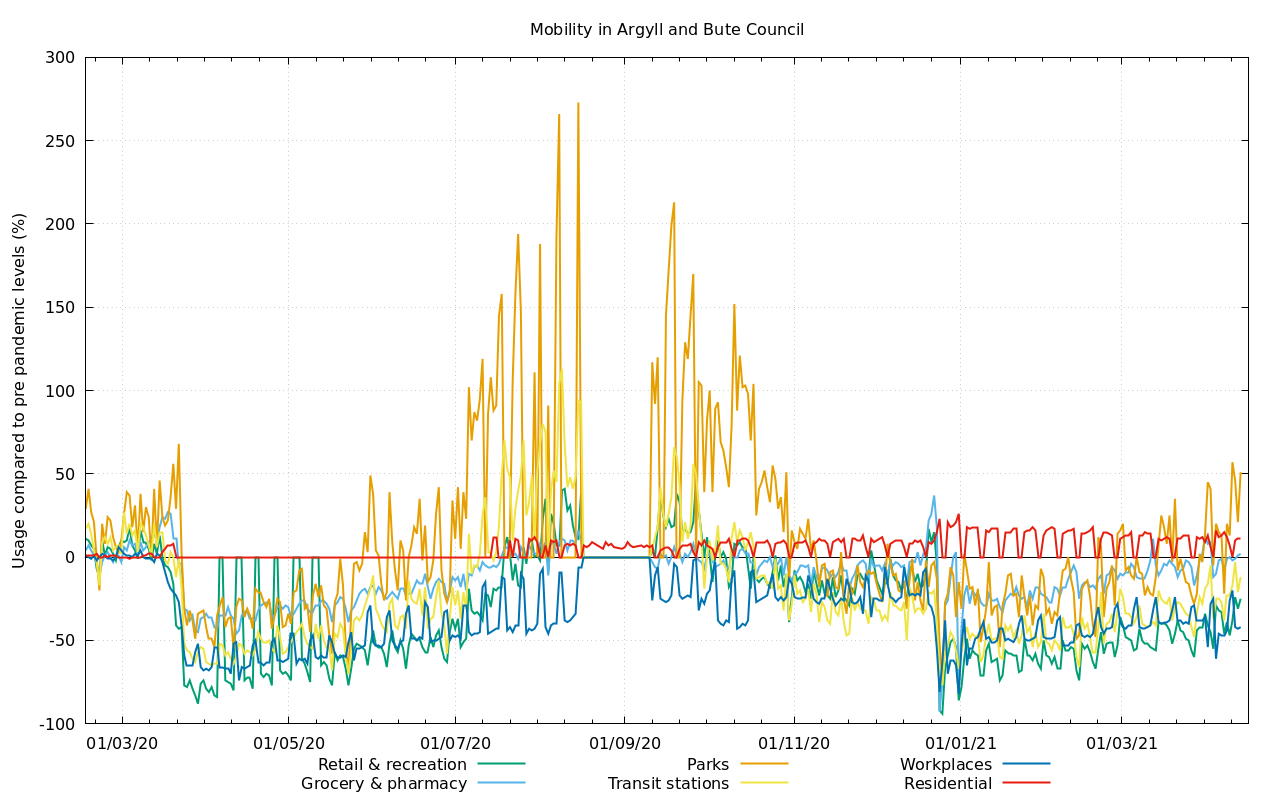 Mobility in Argyll and Bute Council
Usage compared to pre pandemic levels (%)
300
250
200
150
100
50
0
-50
-100
01/03/20 01/05/20 01/07/20 01/09/20 01/11/20 01/01/21 01/03/21
Retail & recreation Parks Workplaces
Grocery & pharmacy Transit stations Residential